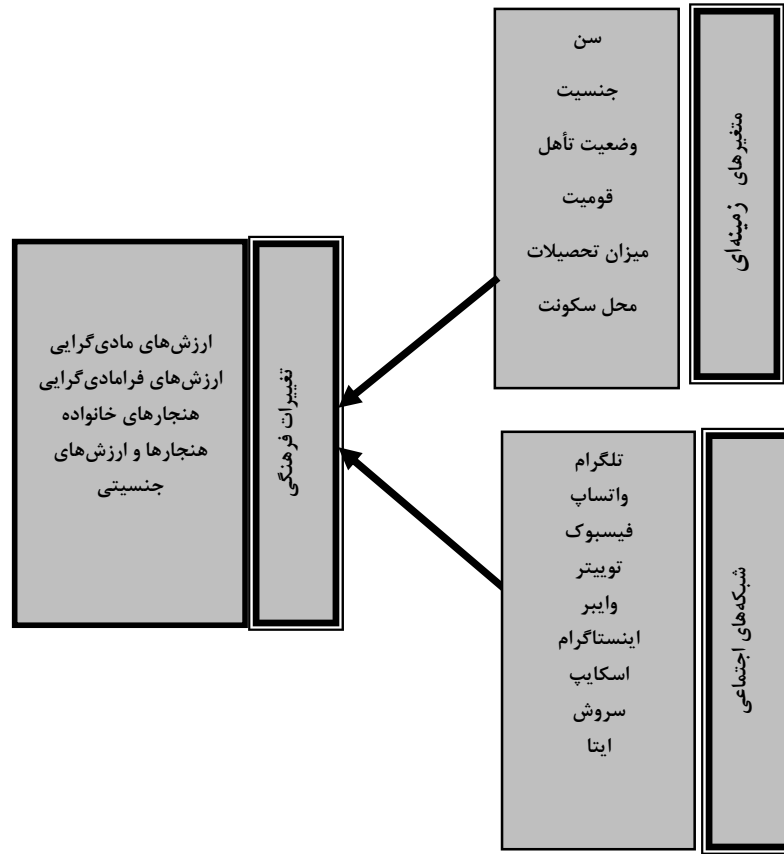 متغیرهای زمینه‌ای
سن
جنسیت
وضعیت تأهل
قومیت
میزان تحصیلات
محل سکونت
شبکه‌های اجتماعی
تلگرام
واتساپ
فیسبوک
توییتر
وایبر
اینستاگرام
اسکایپ
سروش
ایتا
تغییرات فرهنگی
ارزش‌های مادی‌گرایی
ارزش‌های فرامادی‌گرایی
هنجارهای خانواده
هنجارها و ارزش‌های
جنسیتی